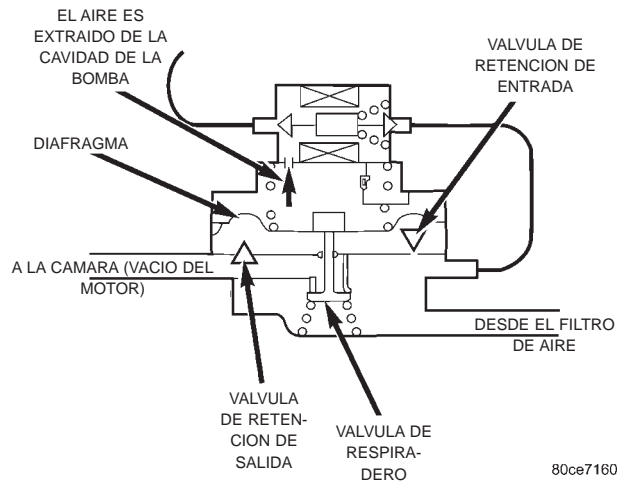 EL AIRE ES
EXTRAIDO DE LA
CAVIDAD DE LA
BOMBA
VALVULA DE
RETENCION DE
ENTRADA
DIAFRAGMA
A LA CAMARA (VACIO DEL
MOTOR)
DESDE EL FILTRO
DE AIRE
VALVULA
DE RETEN-
CION DE
SALIDA
VALVULA DE
RESPIRA-
DERO
80ce7160